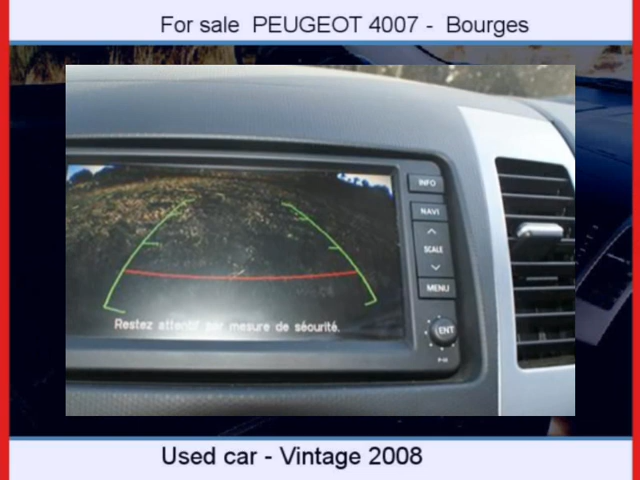 For sale PEUGEOT 4007 - Bourges
INFO
NAVI
SCALE
MENU
ENT
Restez attentif par mesure de sécurité.
Used car - Vintage 2008